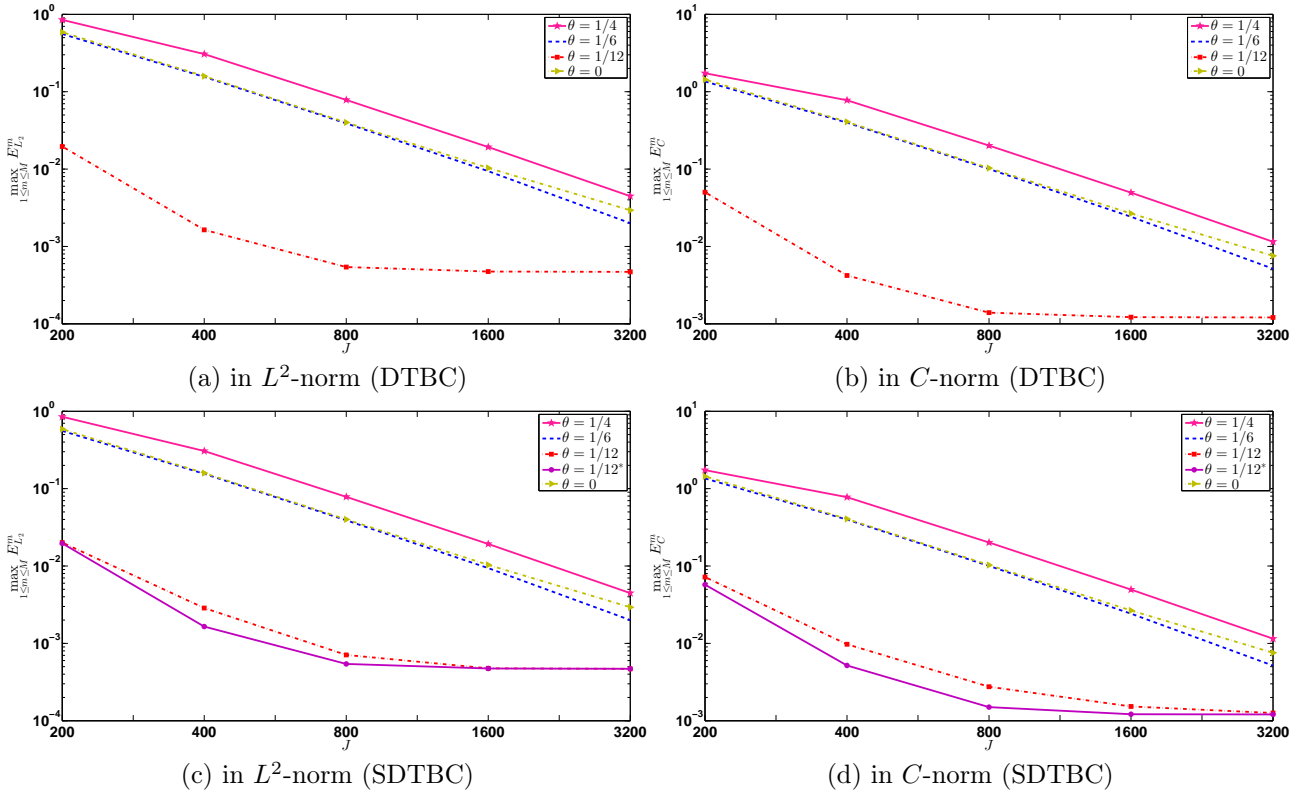 10^0
10^{-1}
10^{-2}
10^{-3}
10^{-4}
max_{1≤m≤M} E^m_{L_2}
200 400 800 1600 3200
J
θ = 1/4
θ = 1/6
θ = 1/12
θ = 0
(a) in L^2-norm (DTBC)
10^1
10^0
10^{-1}
10^{-2}
10^{-3}
max_{1≤m≤M} E^m_C
200 400 800 1600 3200
J
θ = 1/4
θ = 1/6
θ = 1/12
θ = 0
(b) in C-norm (DTBC)
10^0
10^{-1}
10^{-2}
10^{-3}
10^{-4}
max_{1≤m≤M} E^m_{L_2}
200 400 800 1600 3200
J
θ = 1/4
θ = 1/6
θ = 1/12
θ = 1/12*
θ = 0
(c) in L^2-norm (SDTBC)
10^1
10^0
10^{-1}
10^{-2}
10^{-3}
max_{1≤m≤M} E^m_C
200 400 800 1600 3200
J
θ = 1/4
θ = 1/6
θ = 1/12
θ = 1/12*
θ = 0
(d) in C-norm (SDTBC)